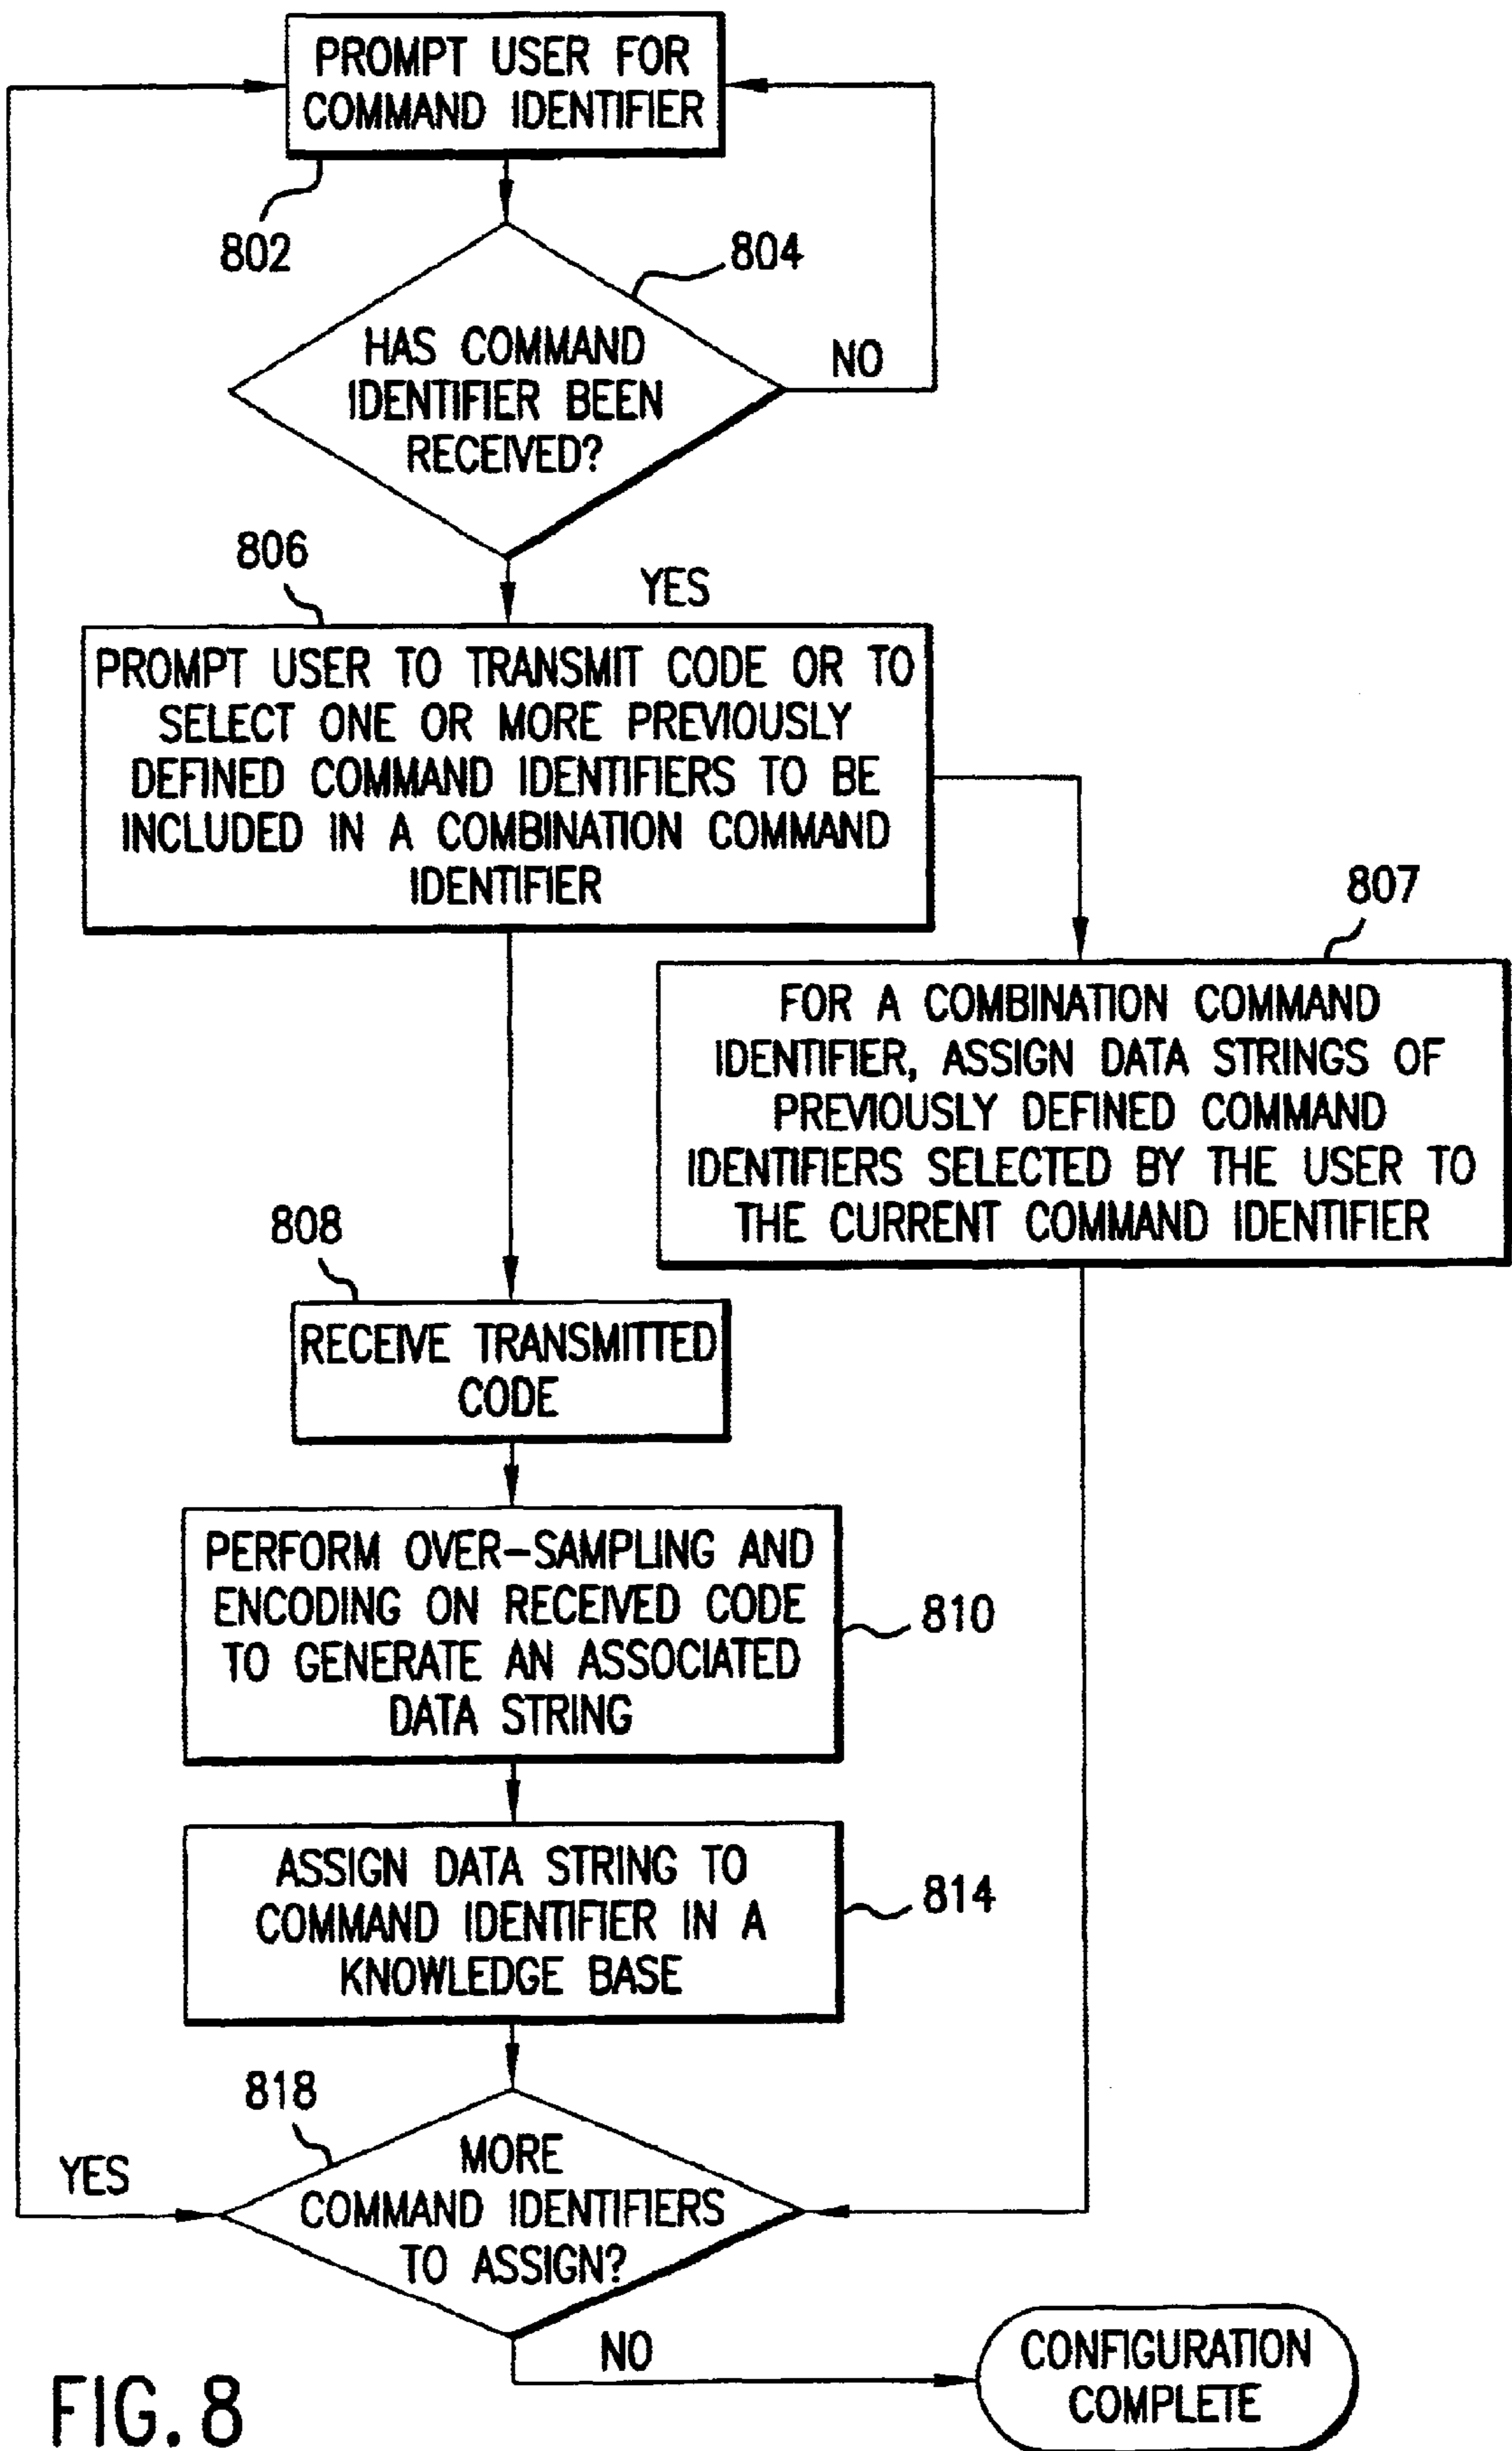 PROMPT USER FOR
COMMAND IDENTIFIER
802
804
HAS COMMAND
IDENTIFIER BEEN
RECEIVED?
NO
806
YES
PROMPT USER TO TRANSMIT CODE OR TO
SELECT ONE OR MORE PREVIOUSLY
DEFINED COMMAND IDENTIFIERS TO BE
INCLUDED IN A COMBINATION COMMAND
IDENTIFIER
807
FOR A COMBINATION COMMAND
IDENTIFIER, ASSIGN DATA STRINGS OF
PREVIOUSLY DEFINED COMMAND
IDENTIFIERS SELECTED BY THE USER TO
THE CURRENT COMMAND IDENTIFIER
808
RECEIVE TRANSMITTED
CODE
PERFORM OVER-SAMPLING AND
ENCODING ON RECEIVED CODE
TO GENERATE AN ASSOCIATED
DATA STRING
810
ASSIGN DATA STRING TO
COMMAND IDENTIFIER IN A
KNOWLEDGE BASE
814
818
YES
MORE
COMMAND IDENTIFIERS
TO ASSIGN?
NO
CONFIGURATION
COMPLETE
FIG. 8